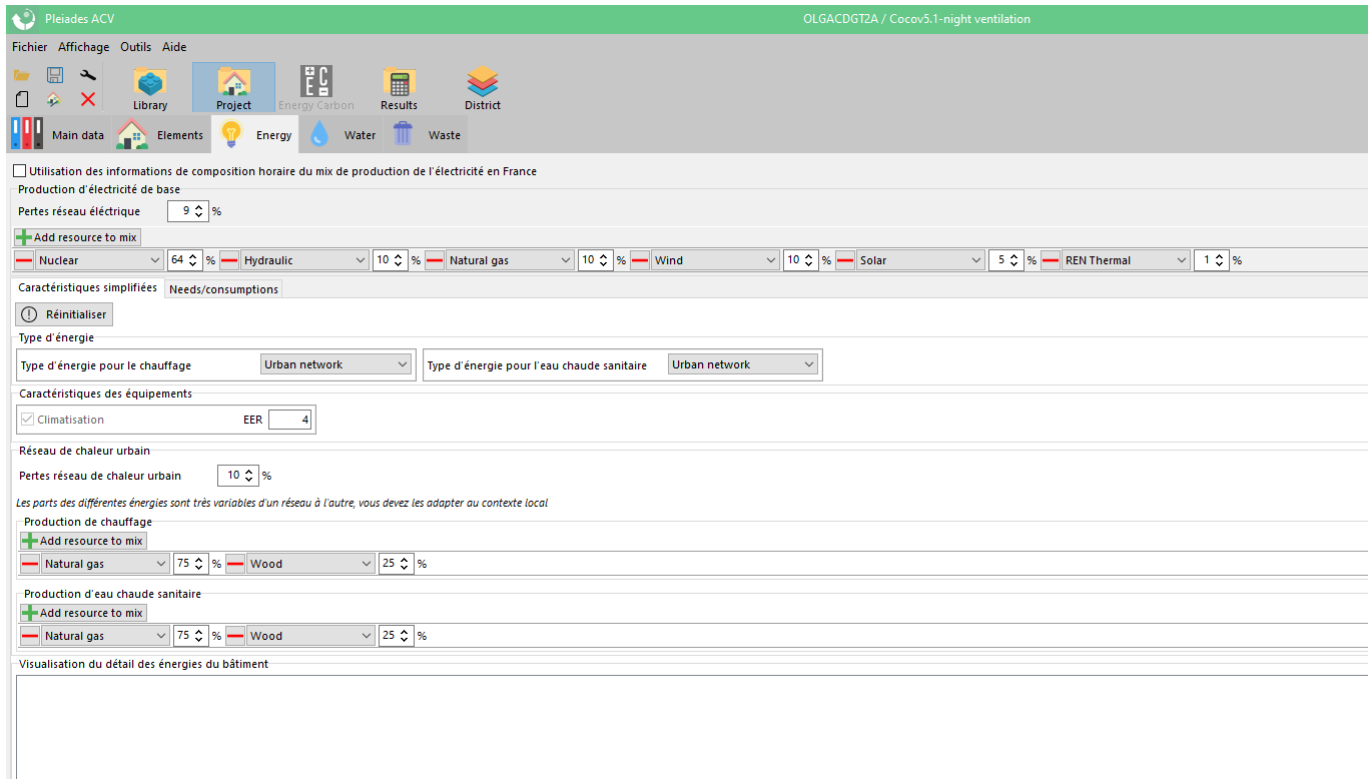 Pleiades ACV OLGACDGT2A / Cocov5.1-night ventilation
Fichier Affichage Outils Aide
Library Project Energy Carbon Results District
Main data Elements Energy Water Waste
Utilisation des informations de composition horaire du mix de production de l'électricité en France
Production d'électricité de base
Pertes réseau éléctrique 9 %
Add resource to mix
Nuclear 64 % Hydraulic 10 % Natural gas 10 % Wind 10 % Solar 5 % REN Thermal 1 %
Caractéristiques simplifiées Needs/consumptions
Réinitialiser
Type d'énergie
Type d'énergie pour le chauffage Urban network Type d'énergie pour l'eau chaude sanitaire Urban network
Caractéristiques des équipements
Climatisation EER 4
Réseau de chaleur urbain
Pertes réseau de chaleur urbain 10 %
Les parts des différentes énergies sont très variables d'un réseau à l'autre, vous devez les adapter au contexte local
Production de chauffage
Add resource to mix
Natural gas 75 % Wood 25 %
Production d'eau chaude sanitaire
Add resource to mix
Natural gas 75 % Wood 25 %
Visualisation du détail des énergies du bâtiment